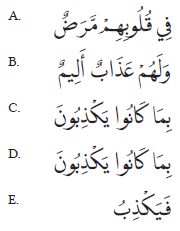 A. فِي قُلُوبِهِمْ مَّرَضٌ
B. وَلَهُمْ عَذَابٌ أَلِيمٌ
C. بِمَا كَانُوا يَكْذِبُونَ
D. بِمَا كَانُوا يَكْذِبُونَ
E. فَيَكْذِبُ